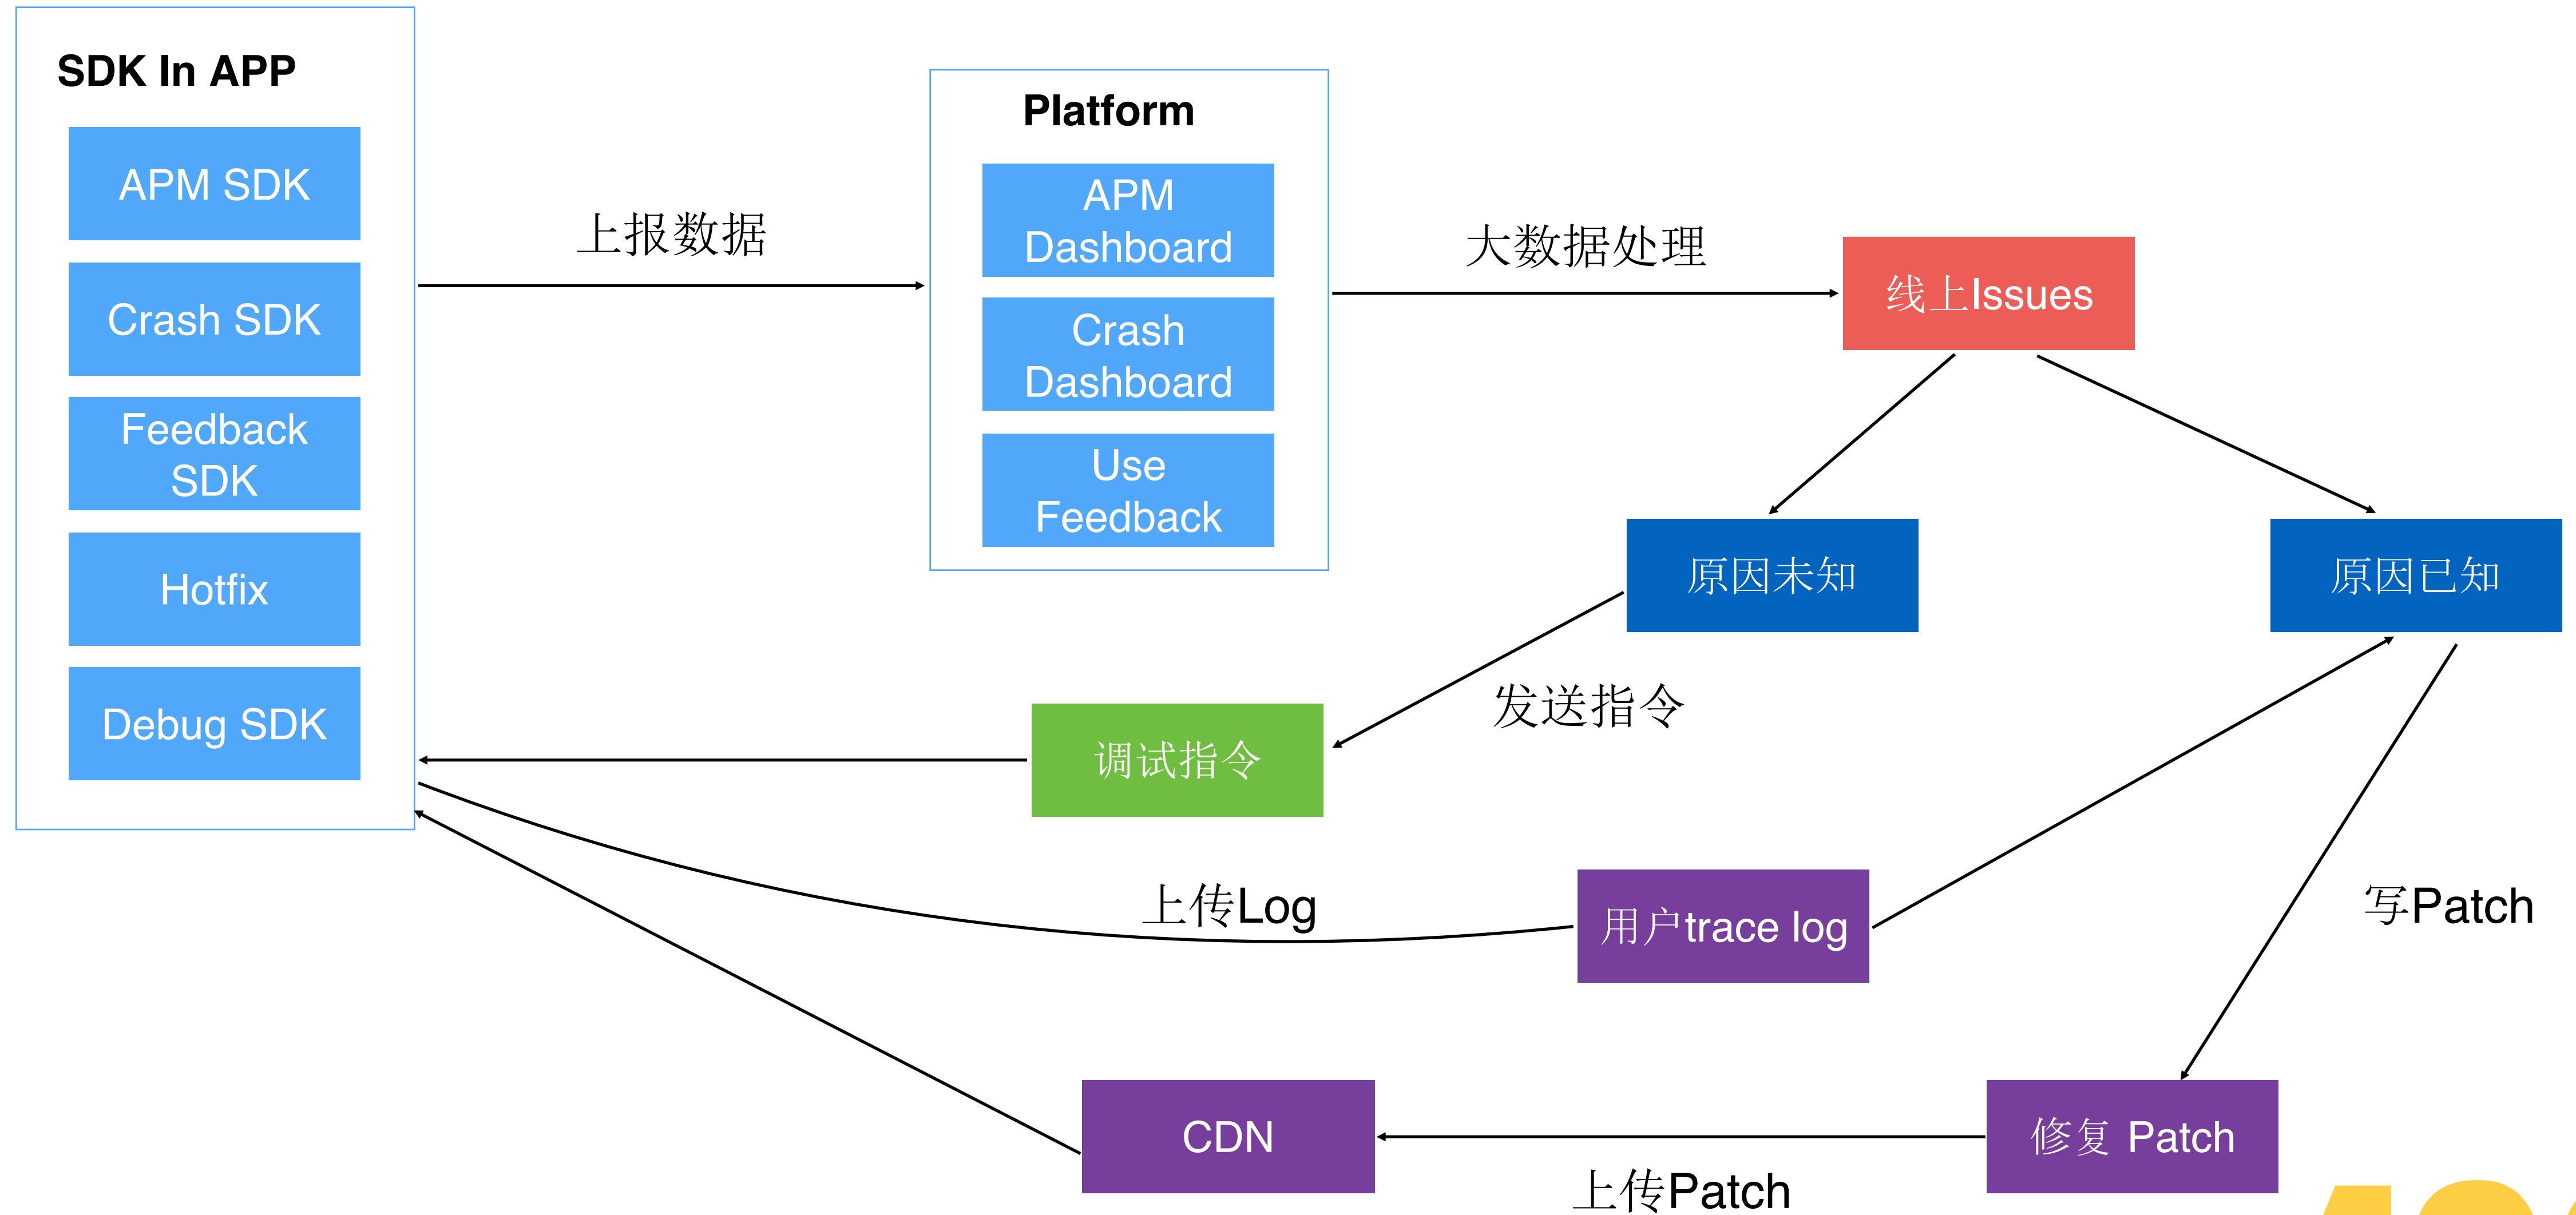 SDK In APP
APM SDK
Crash SDK
Feedback
SDK
Hotfix
Debug SDK
上报数据
Platform
APM
Dashboard
Crash
Dashboard
Use
Feedback
大数据处理
线上Issues
原因未知
原因已知
发送指令
调试指令
上传Log
用户trace log
写Patch
CDN
修复 Patch
上传Patch